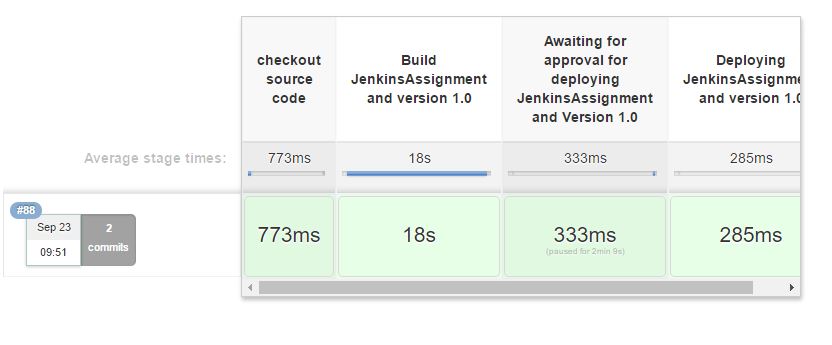 checkout
source
code
Build
JenkinsAssignment
and version 1.0
Awaiting for
approval for
deploying
JenkinsAssignment
and Version 1.0
Deploying
JenkinsAssignme
and version 1.0
Average stage times:
773ms
18s
333ms
285ms
#88
Sep 23
09:51
2
commits
773ms
18s
333ms
(paused for 2min 9s)
285ms